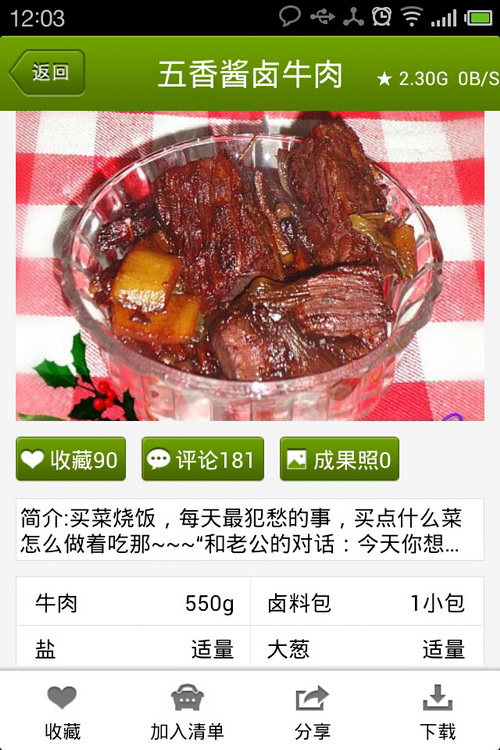 12:03
返回
五香酱卤牛肉
★ 2.30G 0B/S
收藏90
评论181
成果照0
简介:买菜烧饭，每天最犯愁的事，买点什么菜
怎么做着吃那~~~“和老公的对话：今天你想...
牛肉 550g 卤料包 1小包
盐 适量 大葱 适量
收藏 加入清单 分享 下载